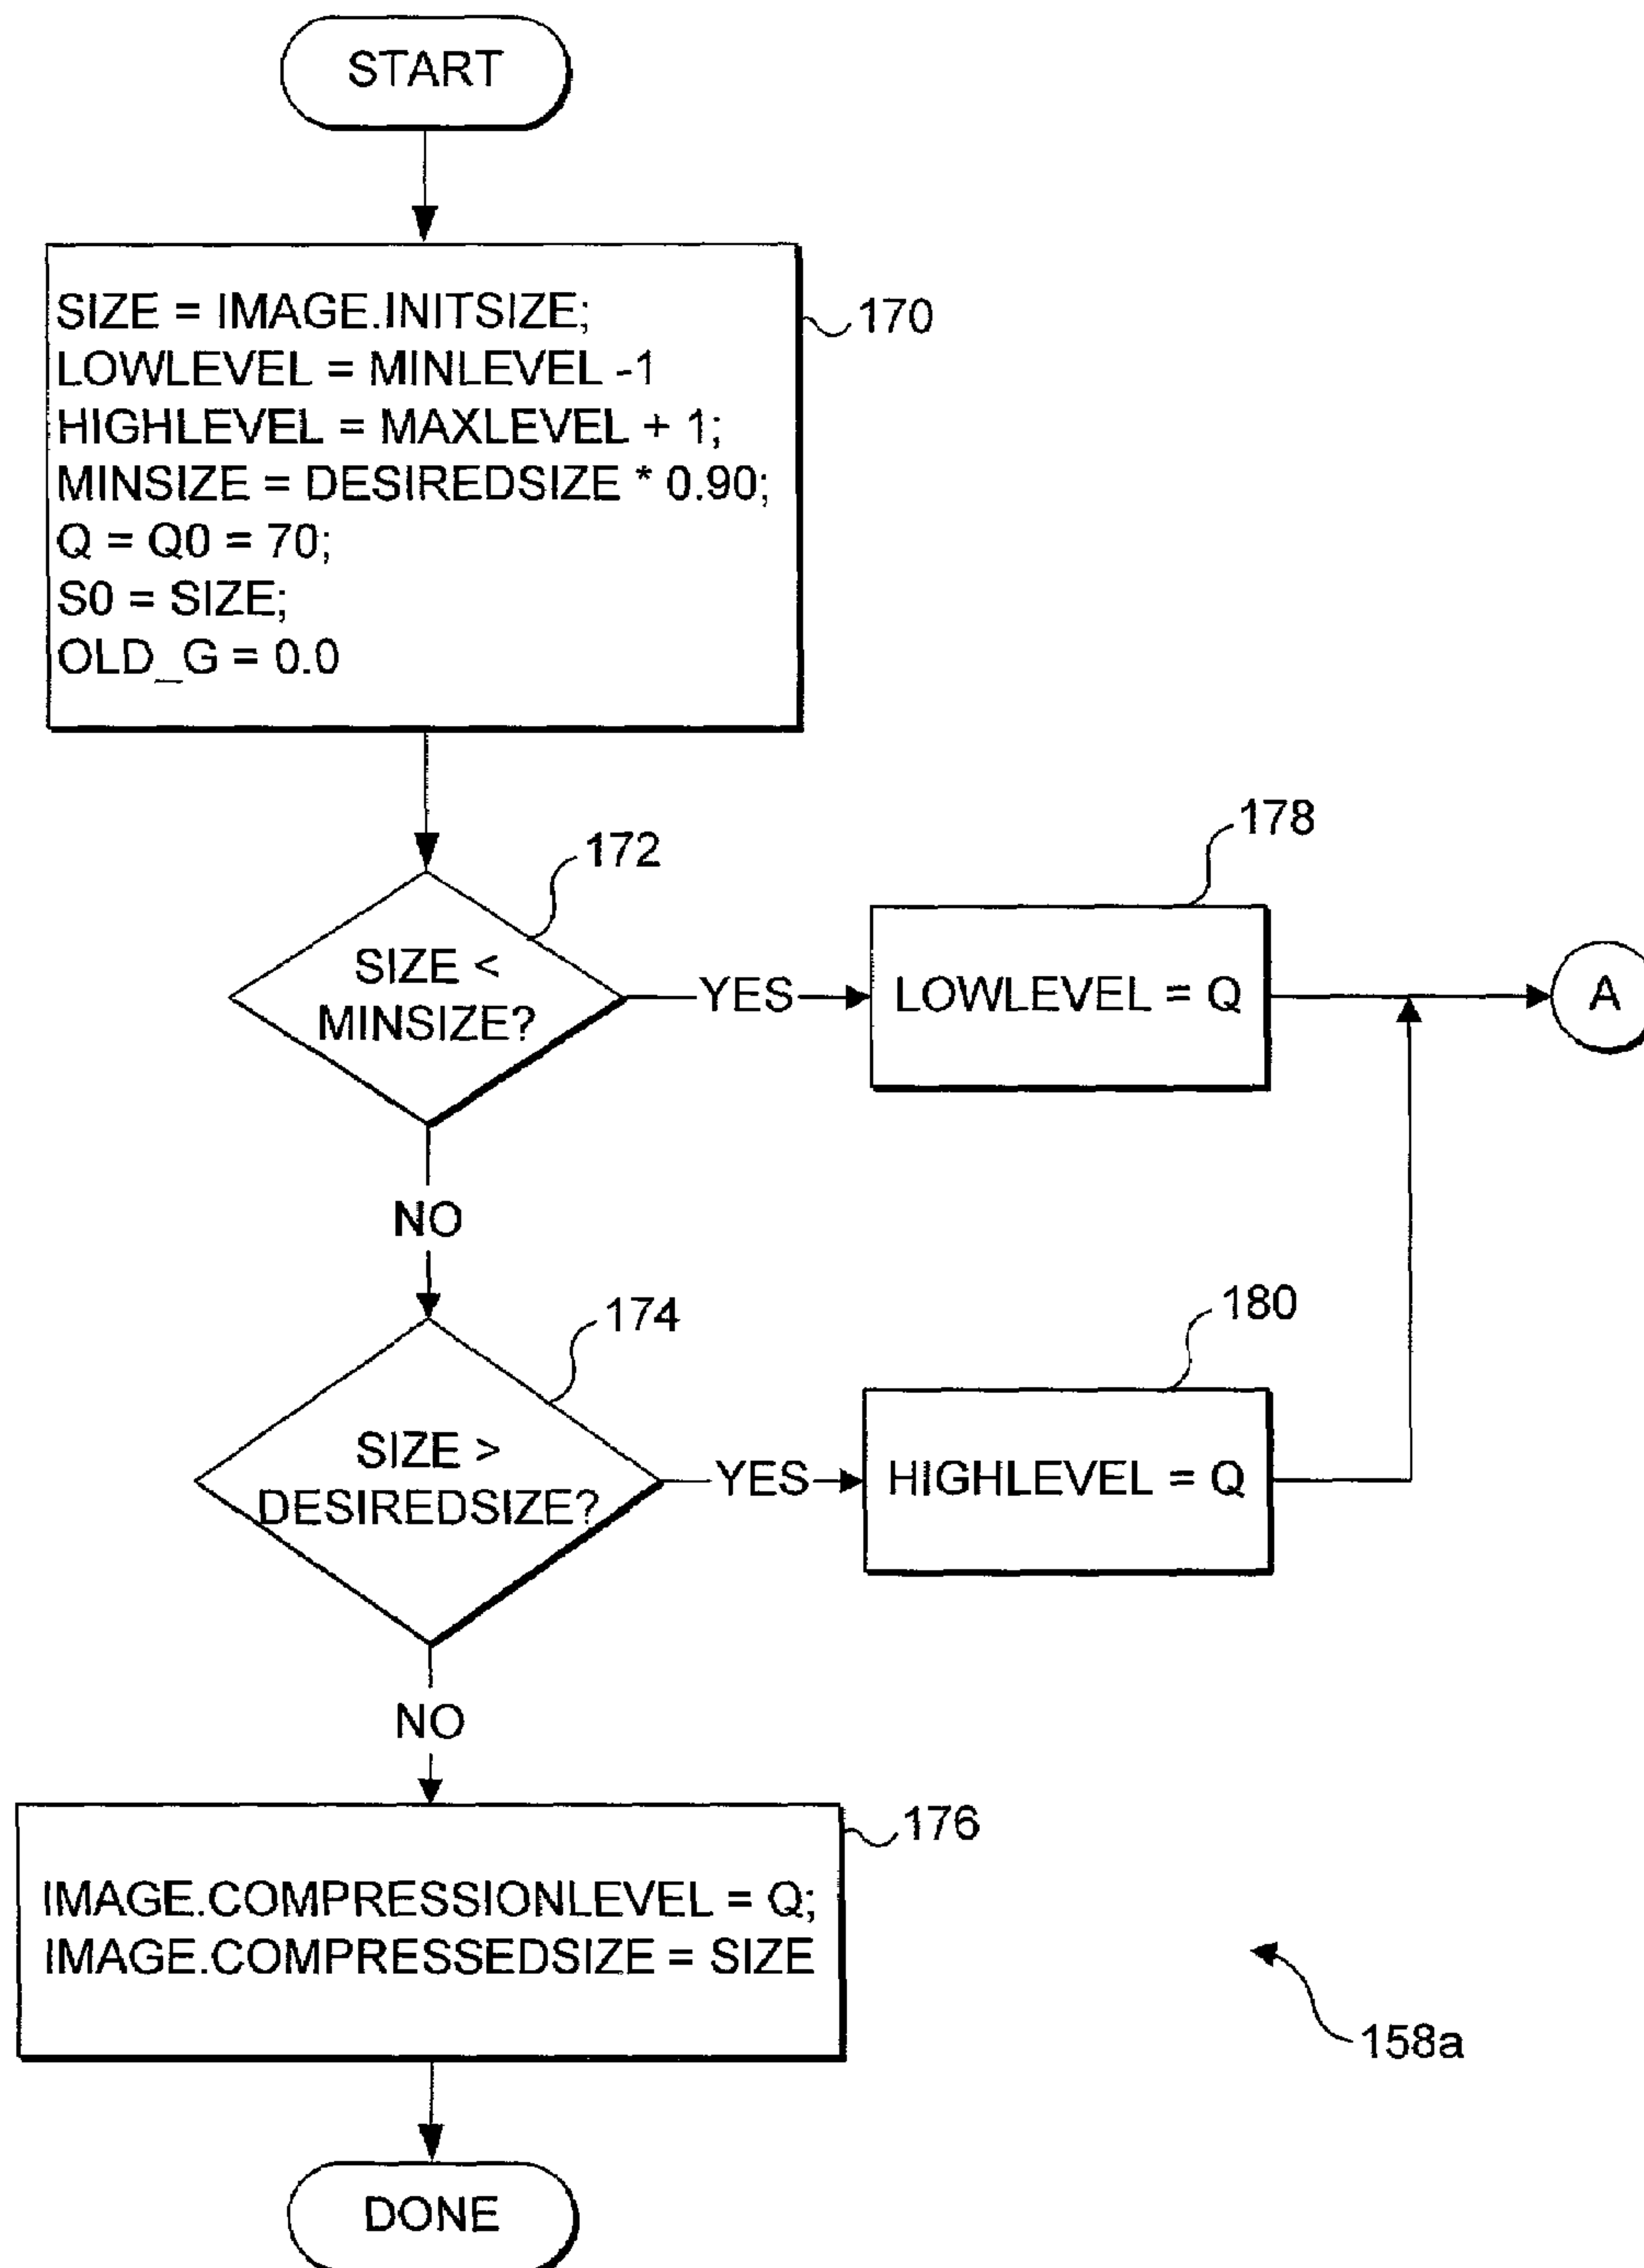 START
SIZE = IMAGE.INITSIZE;
LOWLEVEL = MINLEVEL -1
HIGHLEVEL = MAXLEVEL + 1;
MINSIZE = DESIREDSIZE * 0.90;
Q = Q0 = 70;
S0 = SIZE;
OLD_G = 0.0
170
172
SIZE <
MINSIZE?
YES
178
LOWLEVEL = Q
A
NO
174
SIZE >
DESIREDSIZE?
YES
180
HIGHLEVEL = Q
NO
176
IMAGE.COMPRESSIONLEVEL = Q;
IMAGE.COMPRESSEDSIZE = SIZE
158a
DONE